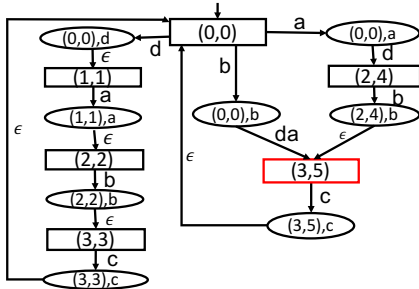 (0,0),d d (0,0) a (0,0),a
ϵ b d
(1,1) (2,4)
a b
(1,1),a (0,0),b (2,4),b
ϵ ϵ da ϵ
(2,2) (3,5)
b ϵ c
(2,2),b (3,5),c
ϵ
(3,3)
c
(3,3),c